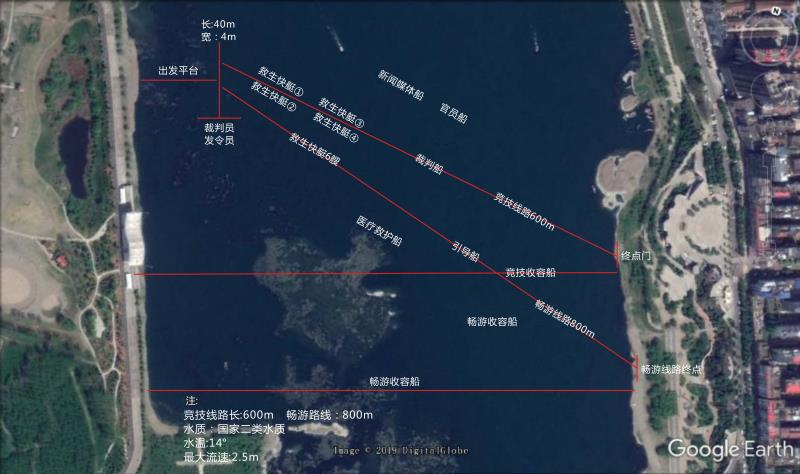 长:40m
宽：4m
N
出发平台
裁判员
发令员
救生快艇①
救生快艇②
救生快艇③
救生快艇④
救生快艇6艘
新闻媒体船
官员船
裁判船
竞技线路600m
医疗救护船
引导船
终点门
竞技收容船
畅游线路800m
畅游收容船
畅游线路终点
畅游收容船
注:
竞技线路长:600m 畅游路线：800m
水质：国家二类水质
水温:14°
最大流速:2.5m
Image © 2019 DigitalGlobe
Google Earth